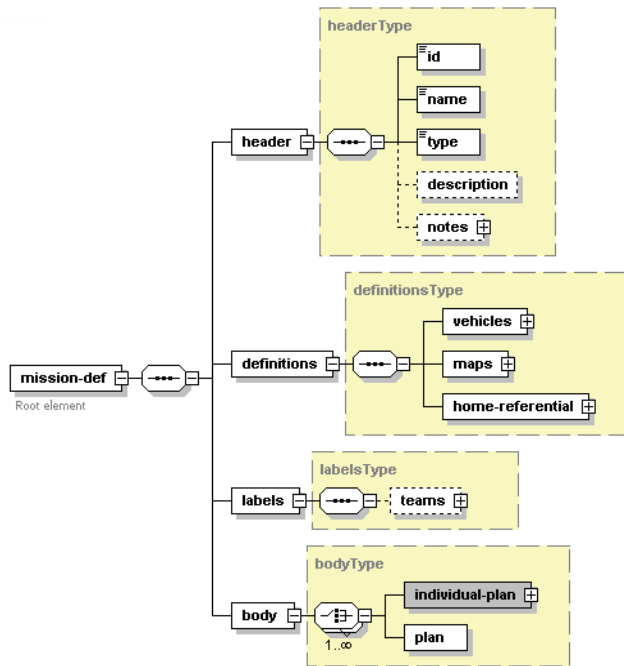 headerType
id
name
type
description
notes
header
definitionsType
vehicles
maps
home-referential
definitions
mission-def
Root element
labelsType
teams
labels
bodyType
individual-plan
plan
body
1..∞